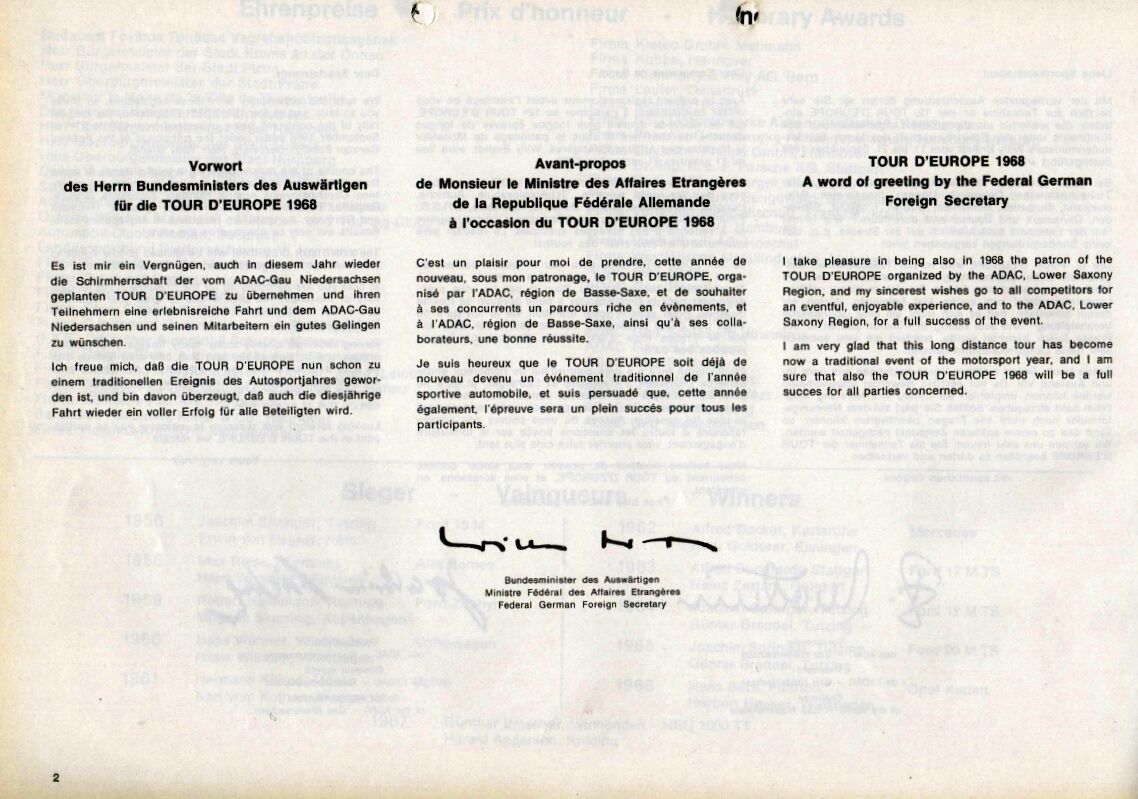 Vorwort
des Herrn Bundesministers des Auswärtigen
für die TOUR D'EUROPE 1968
Es ist mir ein Vergnügen, auch in diesem Jahr wieder
die Schirmherrschaft der vom ADAC-Gau Niedersachsen
geplanten TOUR D'EUROPE zu übernehmen und ihren
Teilnehmern eine erlebnisreiche Fahrt und dem ADAC-Gau
Niedersachsen und seinen Mitarbeitern ein gutes Gelingen
zu wünschen.
Ich freue mich, daß die TOUR D'EUROPE nun schon zu
einem traditionellen Ereignis des Autosportjahres gewor-
den ist, und bin davon überzeugt, daß auch die diesjährige
Fahrt wieder ein voller Erfolg für alle Beteiligten wird.
Avant-propos
de Monsieur le Ministre des Affaires Etrangères
de la Republique Fédérale Allemande
à l'occasion du TOUR D'EUROPE 1968
C'est un plaisir pour moi de prendre, cette année de
nouveau, sous mon patronage, le TOUR D'EUROPE, orga-
nisé par l'ADAC, région de Basse-Saxe, et de souhaiter
à ses concurrents un parcours riche en évènements, et
à l'ADAC, région de Basse-Saxe, ainsi qu'à ses colla-
borateurs, une bonne réussite.
Je suis heureux que le TOUR D'EUROPE soit déjà de
nouveau devenu un événement traditionnel de l'année
sportive automobile, et suis persuadé que, cette année
également, l'épreuve sera un plein succés pour tous les
participants.
TOUR D'EUROPE 1968
A word of greeting by the Federal German
Foreign Secretary
I take pleasure in being also in 1968 the patron of the
TOUR D'EUROPE organized by the ADAC, Lower Saxony
Region, and my sincerest wishes go to all competitors for
an eventful, enjoyable experience, and to the ADAC, Lower
Saxony Region, for a full success of the event.
I am very glad that this long distance tour has become
now a traditional event of the motorsport year, and I am
sure that also the TOUR D'EUROPE 1968 will be a full
succes for all parties concerned.
Bundesminister des Auswärtigen
Ministre Fédéral des Affaires Etrangères
Federal German Foreign Secretary
2